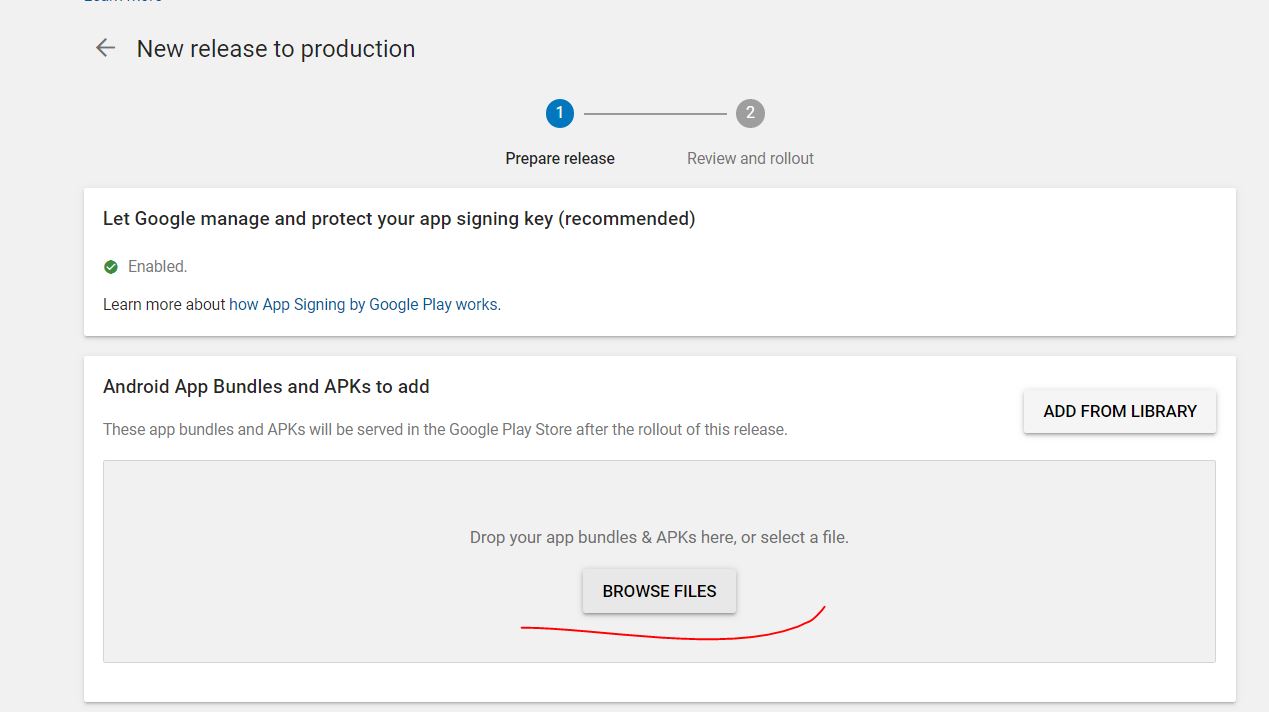 New release to production
1
2
Prepare release
Review and rollout
Let Google manage and protect your app signing key (recommended)
Enabled.
Learn more about how App Signing by Google Play works.
Android App Bundles and APKs to add
ADD FROM LIBRARY
These app bundles and APKs will be served in the Google Play Store after the rollout of this release.
Drop your app bundles & APKs here, or select a file.
BROWSE FILES